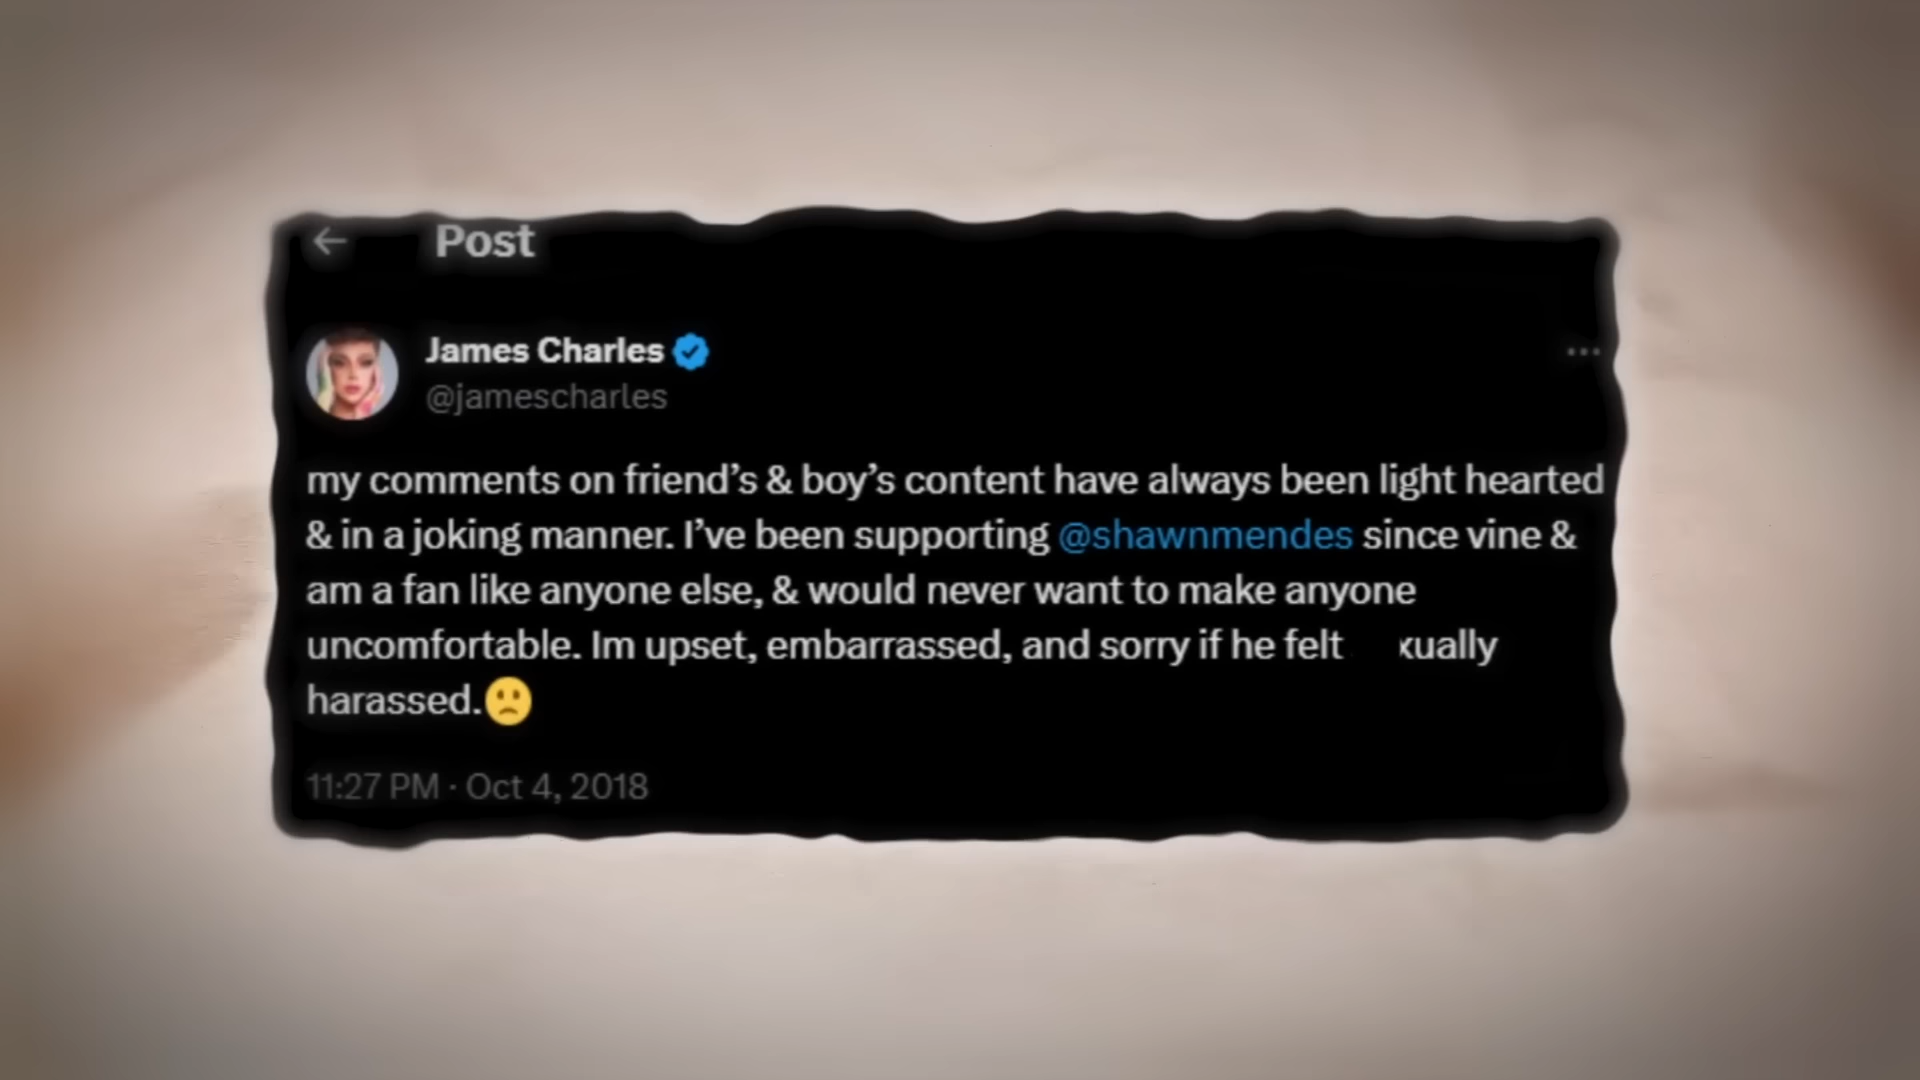 Post
James Charles
@jamescharles
my comments on friend's & boy's content have always been light hearted
& in a joking manner. I've been supporting @shawnmendes since vine &
am a fan like anyone else, & would never want to make anyone
uncomfortable. Im upset, embarrassed, and sorry if he felt xually
harassed.🙁
11:27 PM · Oct 4, 2018